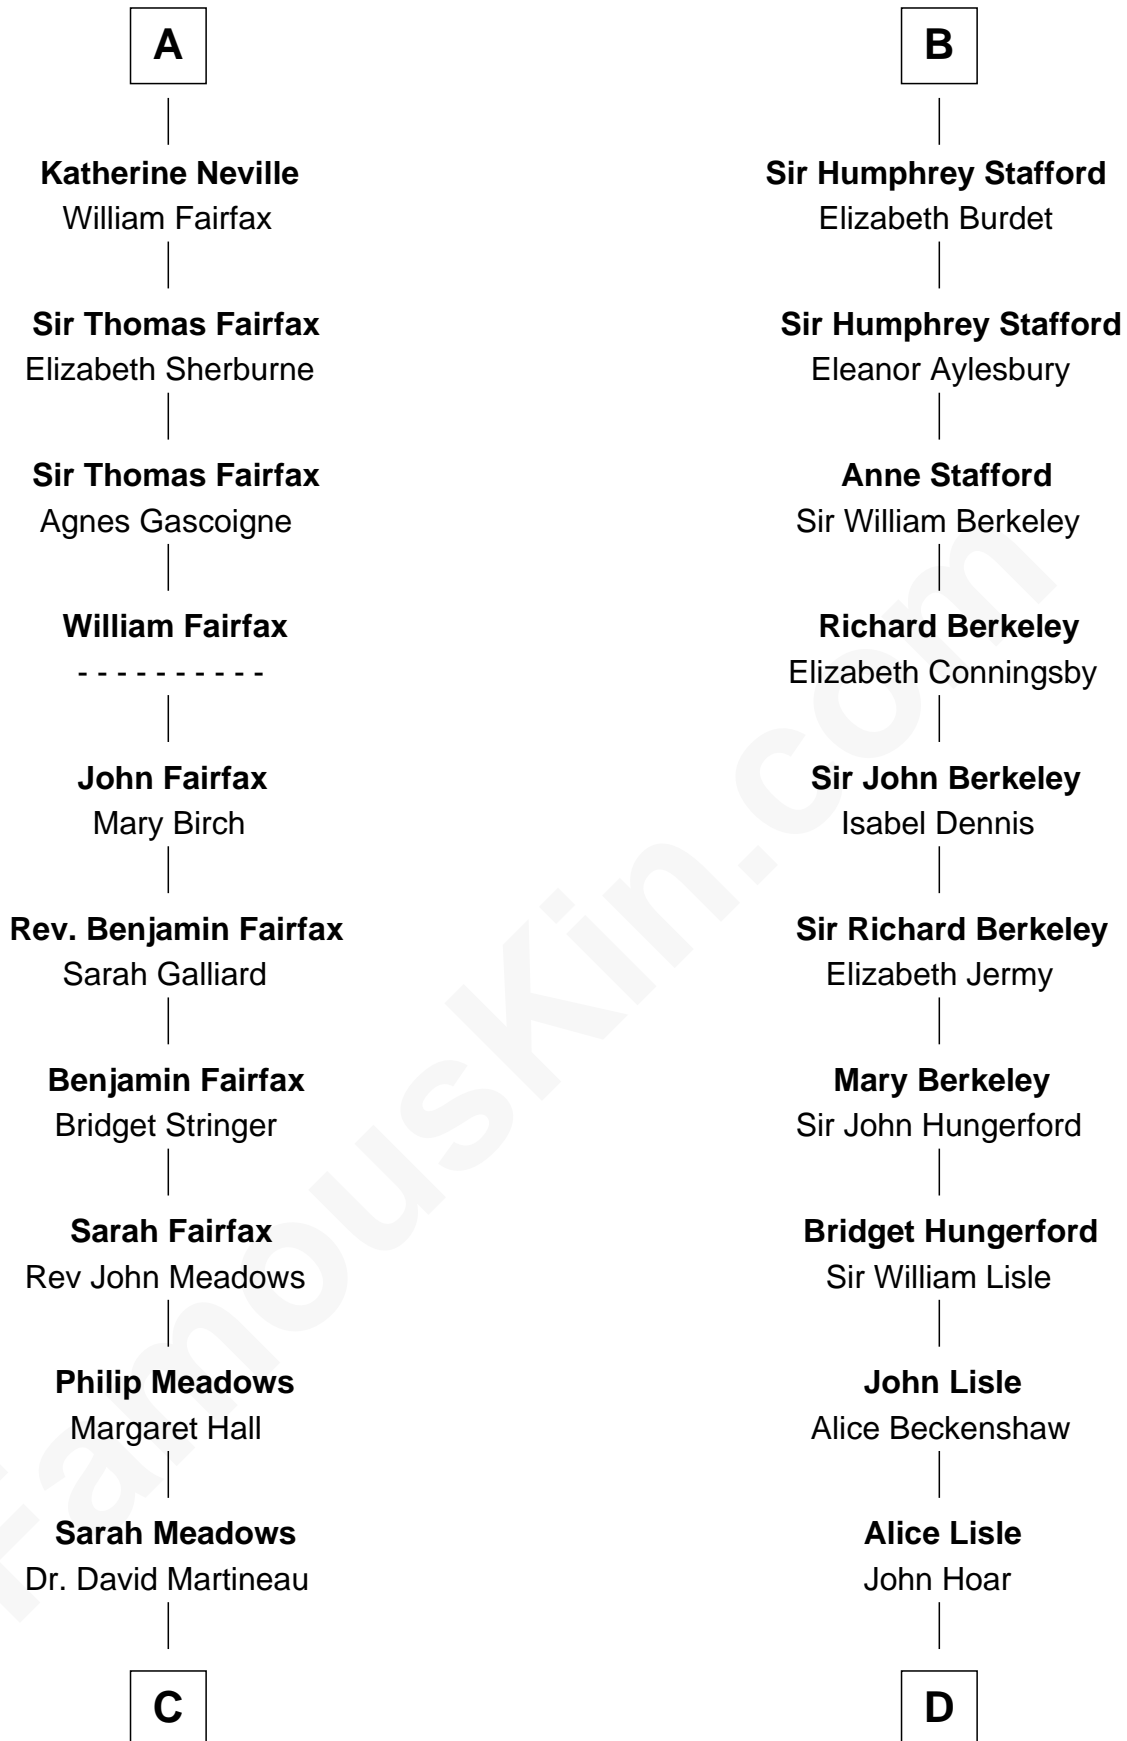 A
Katherine Neville
William Fairfax
Sir Thomas Fairfax
Elizabeth Sherburne
Sir Thomas Fairfax
Agnes Gascoigne
William Fairfax
- - - - - - - - - -
John Fairfax
Mary Birch
Rev. Benjamin Fairfax
Sarah Galliard
Benjamin Fairfax
Bridget Stringer
Sarah Fairfax
Rev John Meadows
Philip Meadows
Margaret Hall
Sarah Meadows
Dr. David Martineau
C
B
Sir Humphrey Stafford
Elizabeth Burdet
Sir Humphrey Stafford
Eleanor Aylesbury
Anne Stafford
Sir William Berkeley
Richard Berkeley
Elizabeth Conningsby
Sir John Berkeley
Isabel Dennis
Sir Richard Berkeley
Elizabeth Jermy
Mary Berkeley
Sir John Hungerford
Bridget Hungerford
Sir William Lisle
John Lisle
Alice Beckenshaw
Alice Lisle
John Hoar
D
FamousKin.com